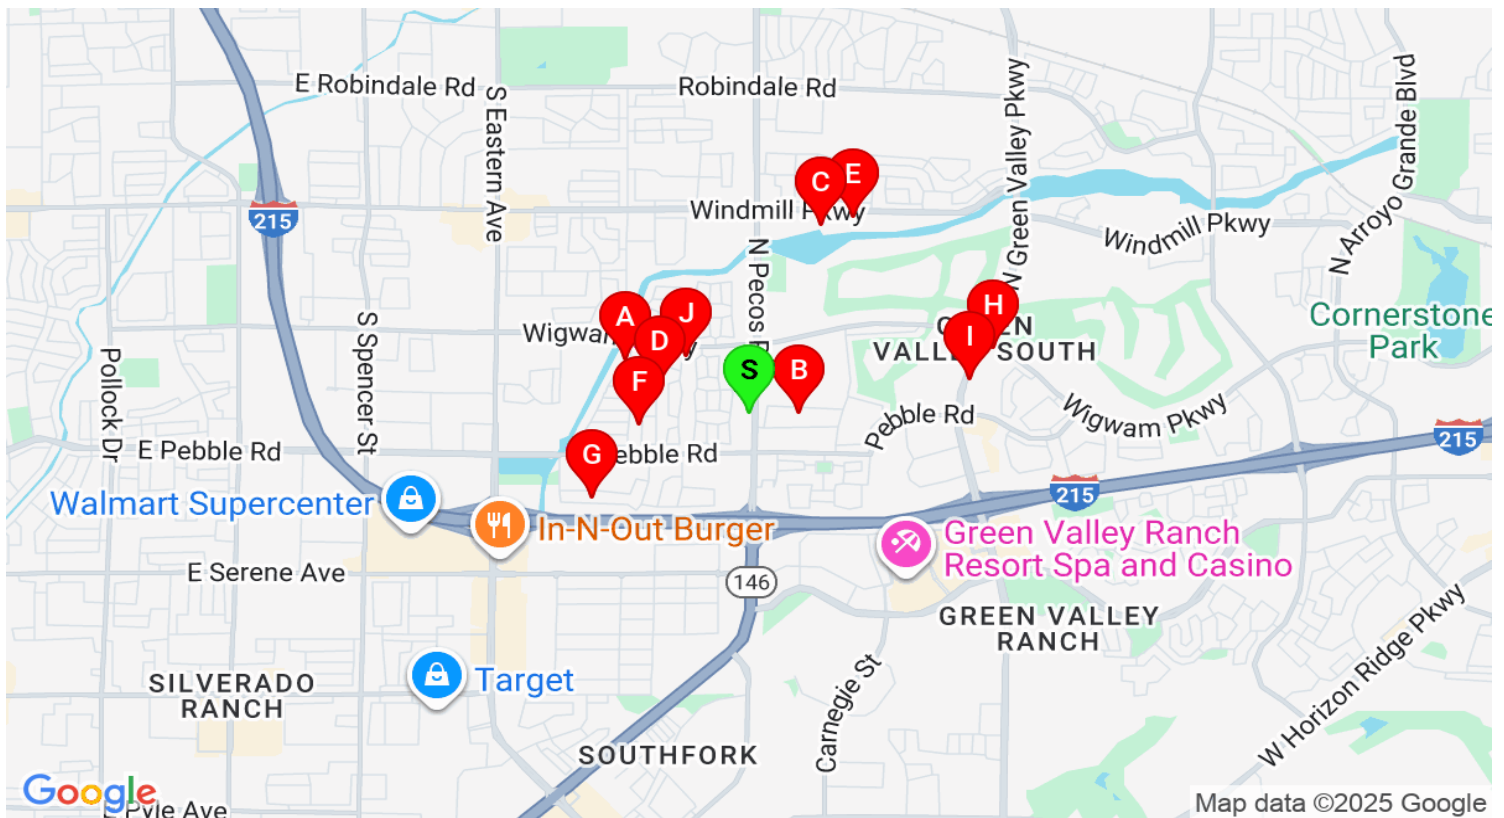 E Robindale Rd
Robindale Rd
S Eastern Ave
N Green Valley Pkwy
N Arroyo Grande Blvd
C
E
215
Windmill Pkwy
Windmill Pkwy
N Pecos R
Cornerstone
Park
A
J
H
Wigwam
y
D
I
VALLEY SOUTH
S
B
F
S Spencer St
Pollock Dr
Pebble Rd
Wigwam Pkwy
E Pebble Rd
G
ebble Rd
215
215
Walmart Supercenter
In-N-Out Burger
Green Valley Ranch
Resort Spa and Casino
E Serene Ave
146
GREEN VALLEY
RANCH
W Horizon Ridge Pkwy
Carnegie St
SILVERADO
RANCH
Target
SOUTHFORK
Google
E Pyle Ave
Map data ©2025 Google